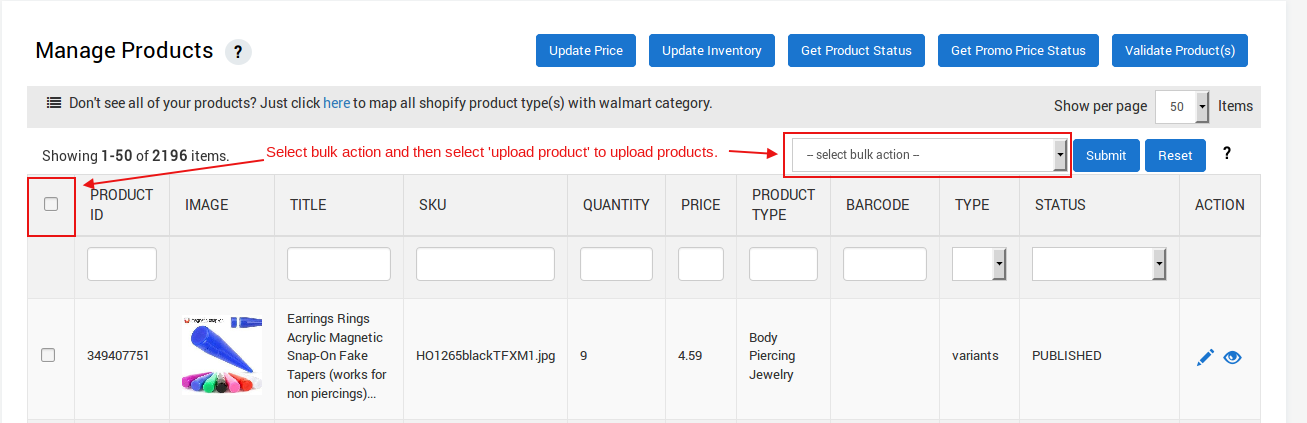 Manage Products ?
Update Price
Update Inventory
Get Product Status
Get Promo Price Status
Validate Product(s)
Don't see all of your products? Just click here to map all shopify product type(s) with walmart category.
Show per page 50 Items
Showing 1-50 of 2196 items.
Select bulk action and then select 'upload product' to upload products.
-- select bulk action --
Submit
Reset
?
PRODUCT
ID
IMAGE
TITLE
SKU
QUANTITY
PRICE
PRODUCT
TYPE
BARCODE
TYPE
STATUS
ACTION
349407751
Earrings Rings
Acrylic Magnetic
Snap-On Fake
Tapers (works for
non piercings)...
HO1265blackTFXM1.jpg
9
4.59
Body
Piercing
Jewelry
variants
PUBLISHED